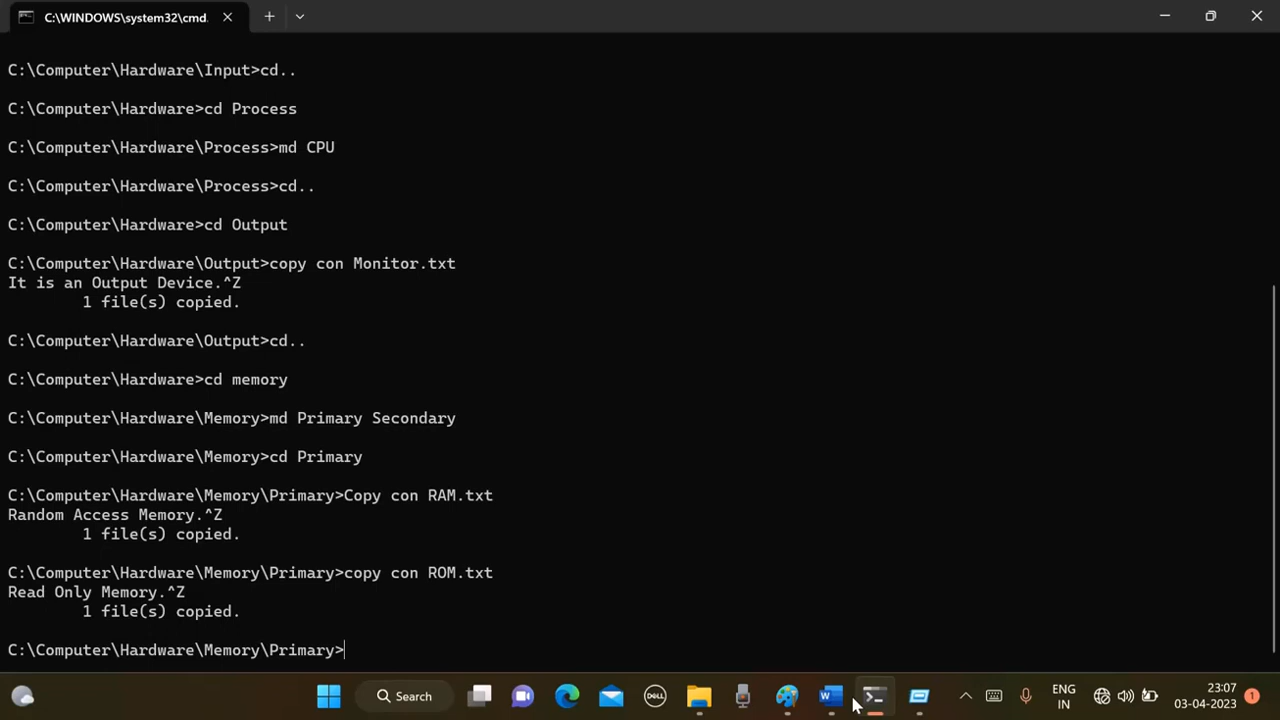 C:\WINDOWS\system32\cmd.
C:\Computer\Hardware\Input>cd..
C:\Computer\Hardware>cd Process
C:\Computer\Hardware\Process>md CPU
C:\Computer\Hardware\Process>cd..
C:\Computer\Hardware>cd Output
C:\Computer\Hardware\Output>copy con Monitor.txt
It is an Output Device.^Z
1 file(s) copied.
C:\Computer\Hardware\Output>cd..
C:\Computer\Hardware>cd memory
C:\Computer\Hardware\Memory>md Primary Secondary
C:\Computer\Hardware\Memory>cd Primary
C:\Computer\Hardware\Memory\Primary>Copy con RAM.txt
Random Access Memory.^Z
1 file(s) copied.
C:\Computer\Hardware\Memory\Primary>copy con ROM.txt
Read Only Memory.^Z
1 file(s) copied.
C:\Computer\Hardware\Memory\Primary>
Search
DELL
W
ENG
IN
23:07
03-04-2023
1